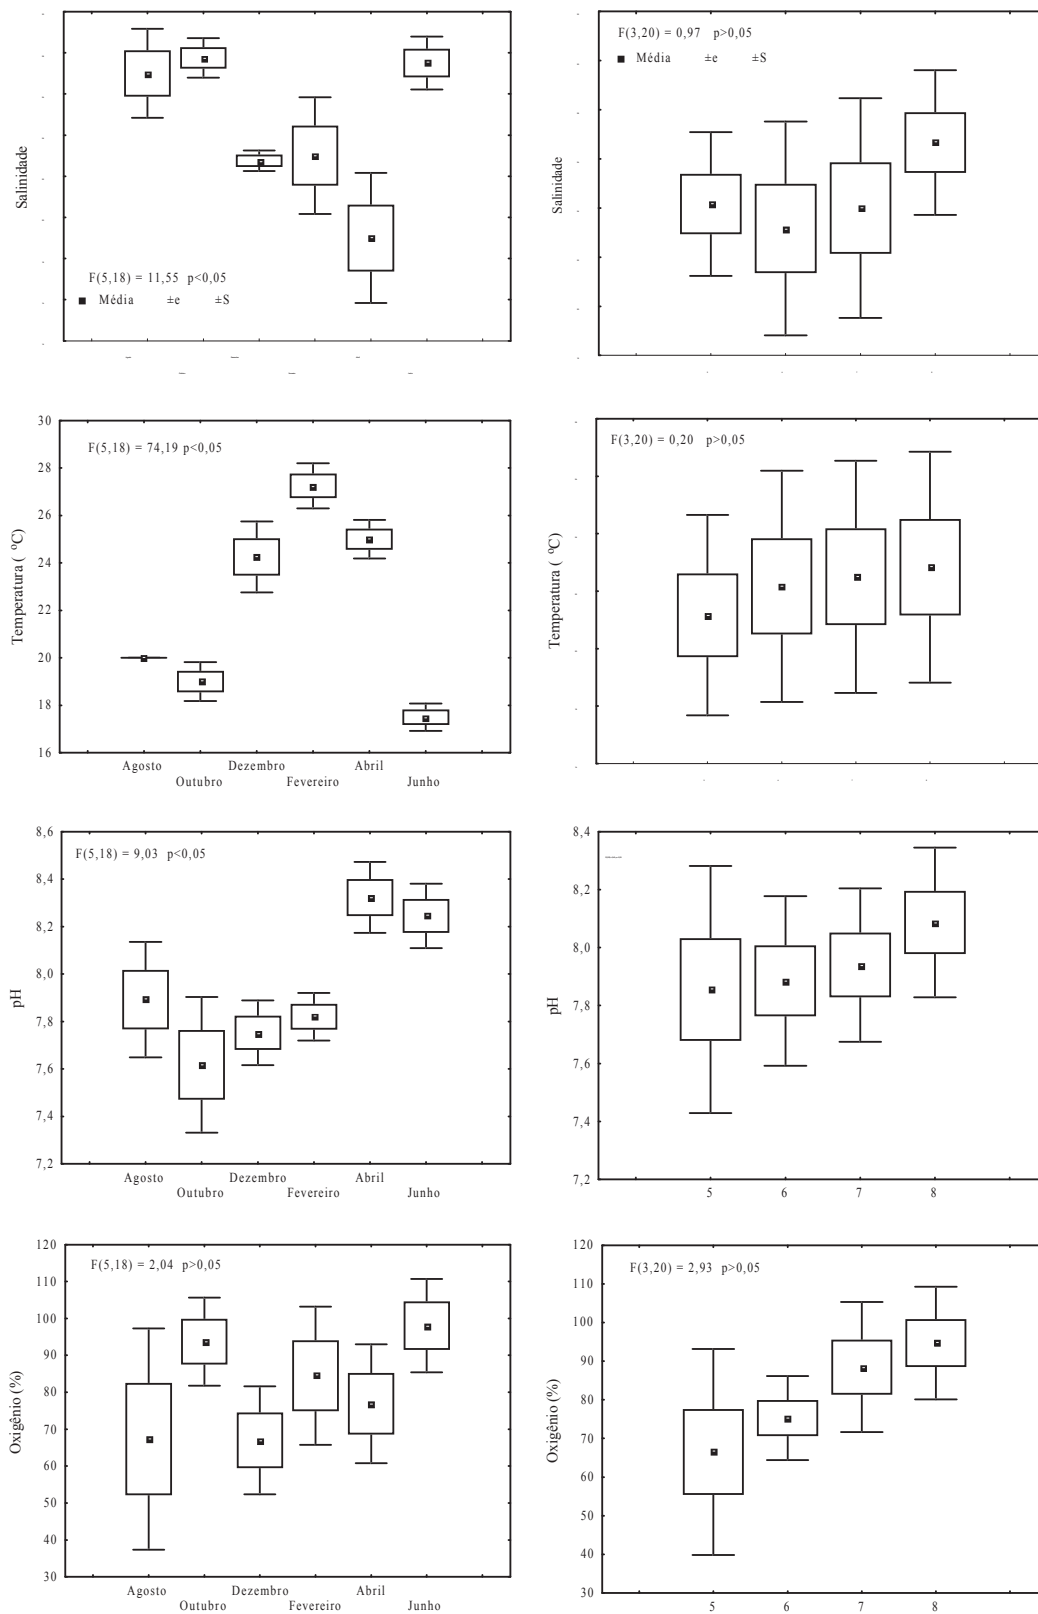 F(5,18) = 11,55 p<0,05
Média ±e ±S
Salinidade
F(3,20) = 0,97 p>0,05
Média ±e ±S
Salinidade
F(5,18) = 74,19 p<0,05
Temperatura ( ºC)
30
28
26
24
22
20
18
16
Agosto Dezembro Abril
Outubro Fevereiro Junho
F(3,20) = 0,20 p>0,05
Temperatura ( ºC)
F(5,18) = 9,03 p<0,05
pH
8,6
8,4
8,2
8,0
7,8
7,6
7,4
7,2
Agosto Dezembro Abril
Outubro Fevereiro Junho
pH
8,4
8,2
8,0
7,8
7,6
7,4
7,2
5 6 7 8
F(5,18) = 2,04 p>0,05
Oxigênio (%)
120
110
100
90
80
70
60
50
40
30
Agosto Dezembro Abril
Outubro Fevereiro Junho
F(3,20) = 2,93 p>0,05
Oxigênio (%)
120
110
100
90
80
70
60
50
40
30
5 6 7 8